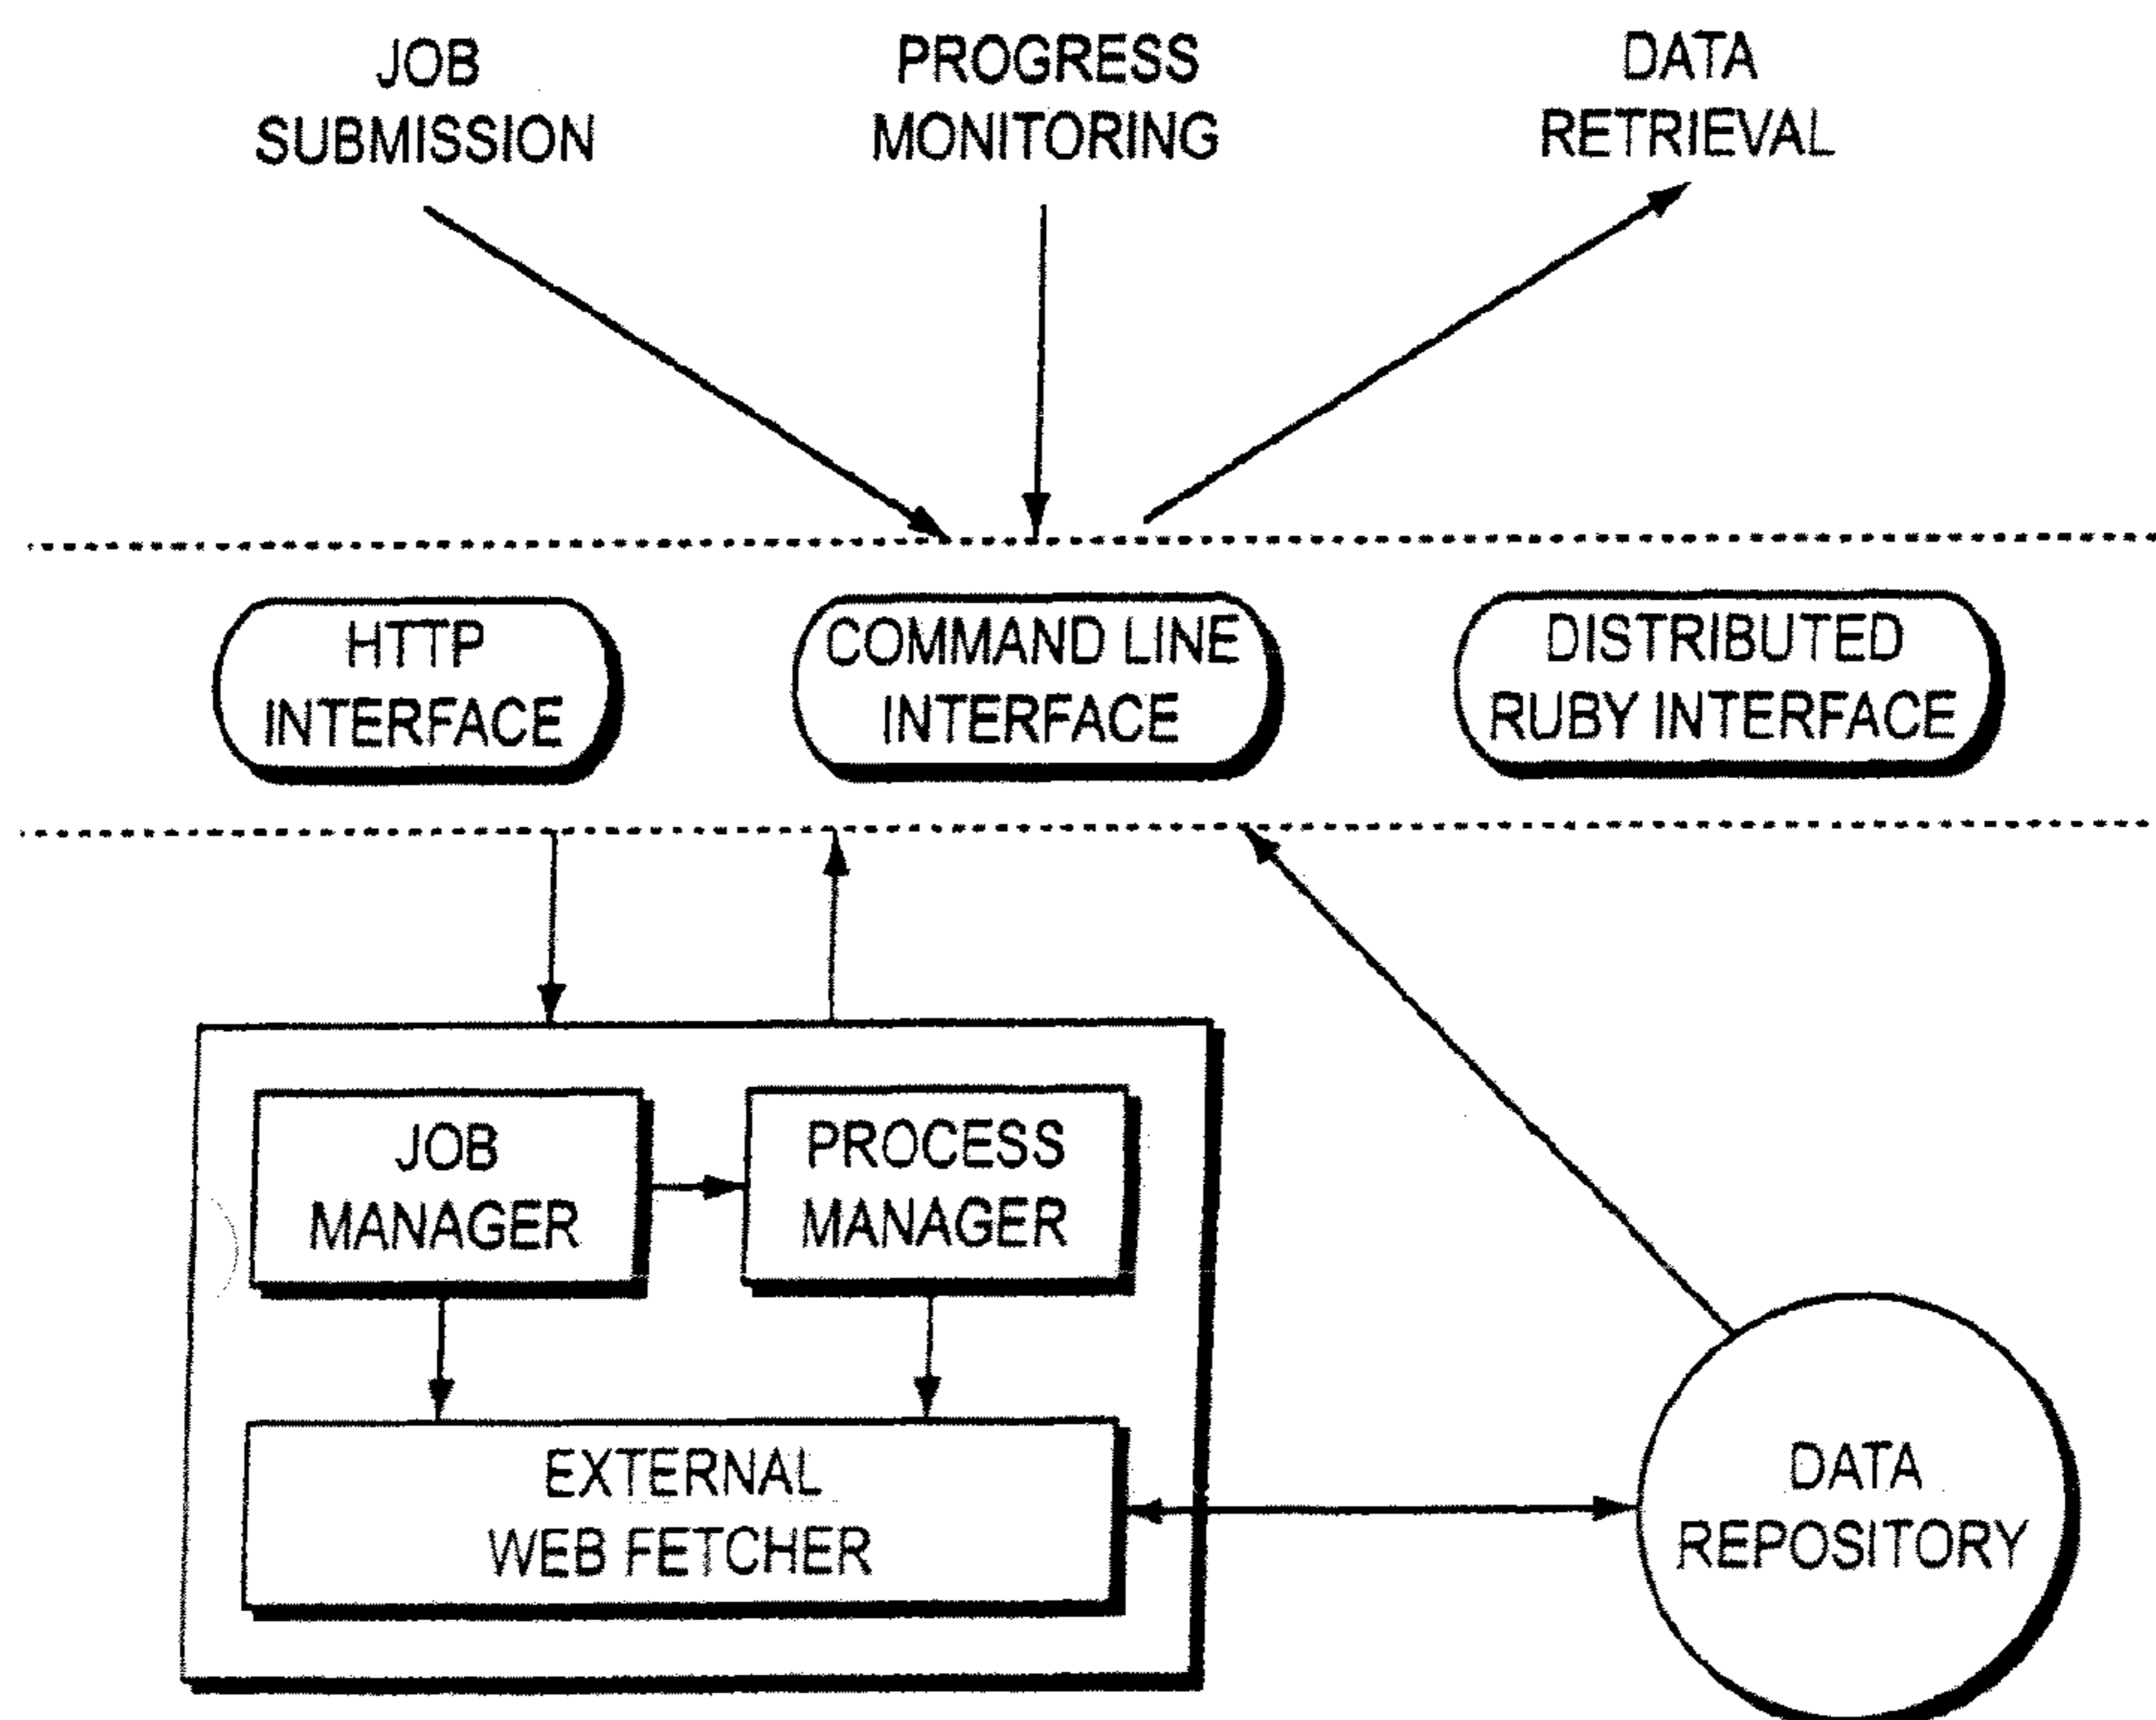 JOB
SUBMISSION
PROGRESS
MONITORING
DATA
RETRIEVAL
HTTP
INTERFACE
COMMAND LINE
INTERFACE
DISTRIBUTED
RUBY INTERFACE
JOB
MANAGER
PROCESS
MANAGER
EXTERNAL
WEB FETCHER
DATA
REPOSITORY